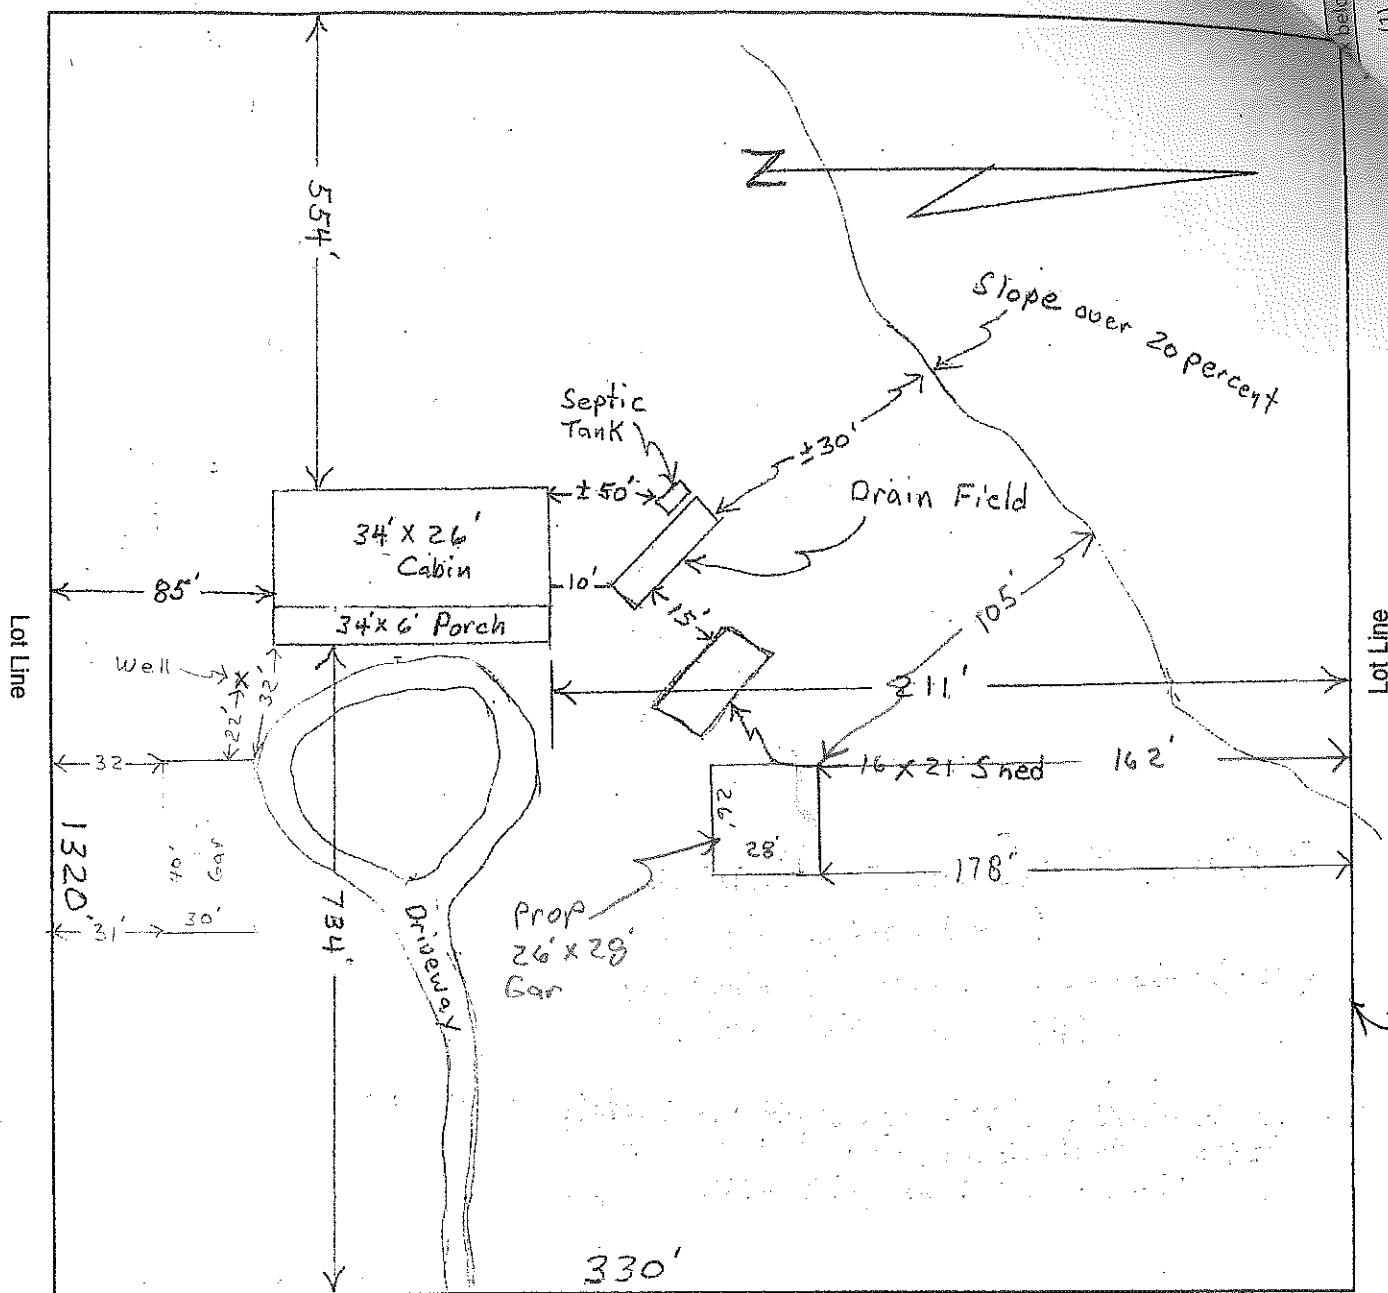 N
554'
Slope over 20 percent
Septic
Tank
±30'
± 50'
Drain Field
34' X 26'
Cabin
85'
10'
15'
34' X 6' Porch
105'
Lot Line
Lot Line
Well
22'
32'
211'
32
16 x 21 Shed
162'
26'
28'
178'
1320'
40'
Gar
31'
30'
734'
Driveway
Prop
26' X 28'
Gar
330'